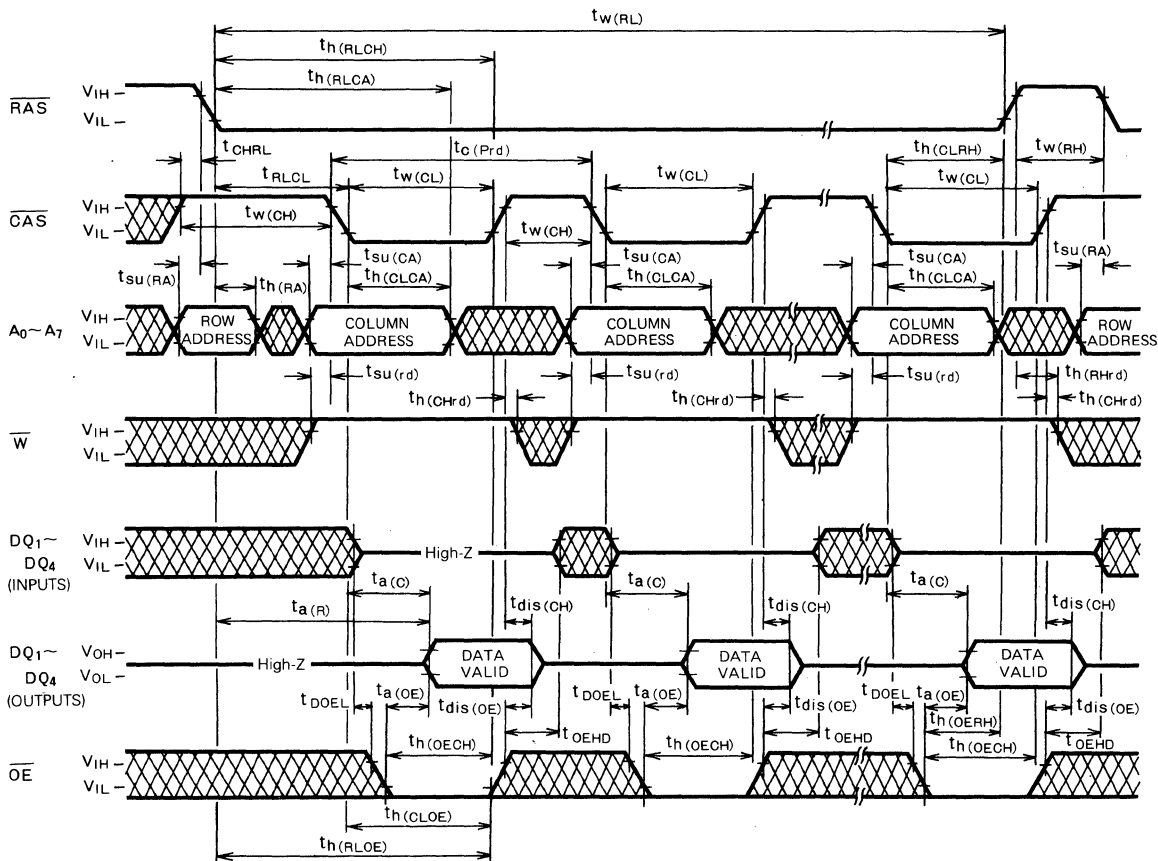 tw(RL)
th(RLCH)
th(RLCA)
RAS
VIH
VIL
tCHRL
tC(Prd)
th(CLRH)
tw(RH)
tRLCL
tw(CL)
tw(CL)
tw(CL)
CAS
VIH
VIL
tw(CH)
tw(CH)
tsu(CA)
tsu(CA)
tsu(CA)
tsu(RA)
tsu(RA)
th(RA)
th(CLCA)
th(CLCA)
th(CLCA)
A0~A7
VIH
VIL
ROW ADDRESS
COLUMN ADDRESS
COLUMN ADDRESS
COLUMN ADDRESS
ROW ADDRESS
tsu(rd)
tsu(rd)
tsu(rd)
th(RHrd)
th(CHrd)
th(CHrd)
th(CHrd)
W
VIH
VIL
DQ1~
DQ4
(INPUTS)
VIH
VIL
High-Z
ta(C)
ta(C)
ta(C)
ta(R)
tdis(CH)
tdis(CH)
tdis(CH)
DQ1~
DQ4
(OUTPUTS)
VOH
VOL
High-Z
DATA VALID
DATA VALID
DATA VALID
tDOEL
ta(OE)
tdis(OE)
tDOEL
ta(OE)
tdis(OE)
tDOEL
ta(OE)
tdis(OE)
th(OERH)
th(OECH)
tOEHD
th(OECH)
tOEHD
th(OECH)
tOEHD
OE
VIH
VIL
th(CLOE)
th(RLOE)